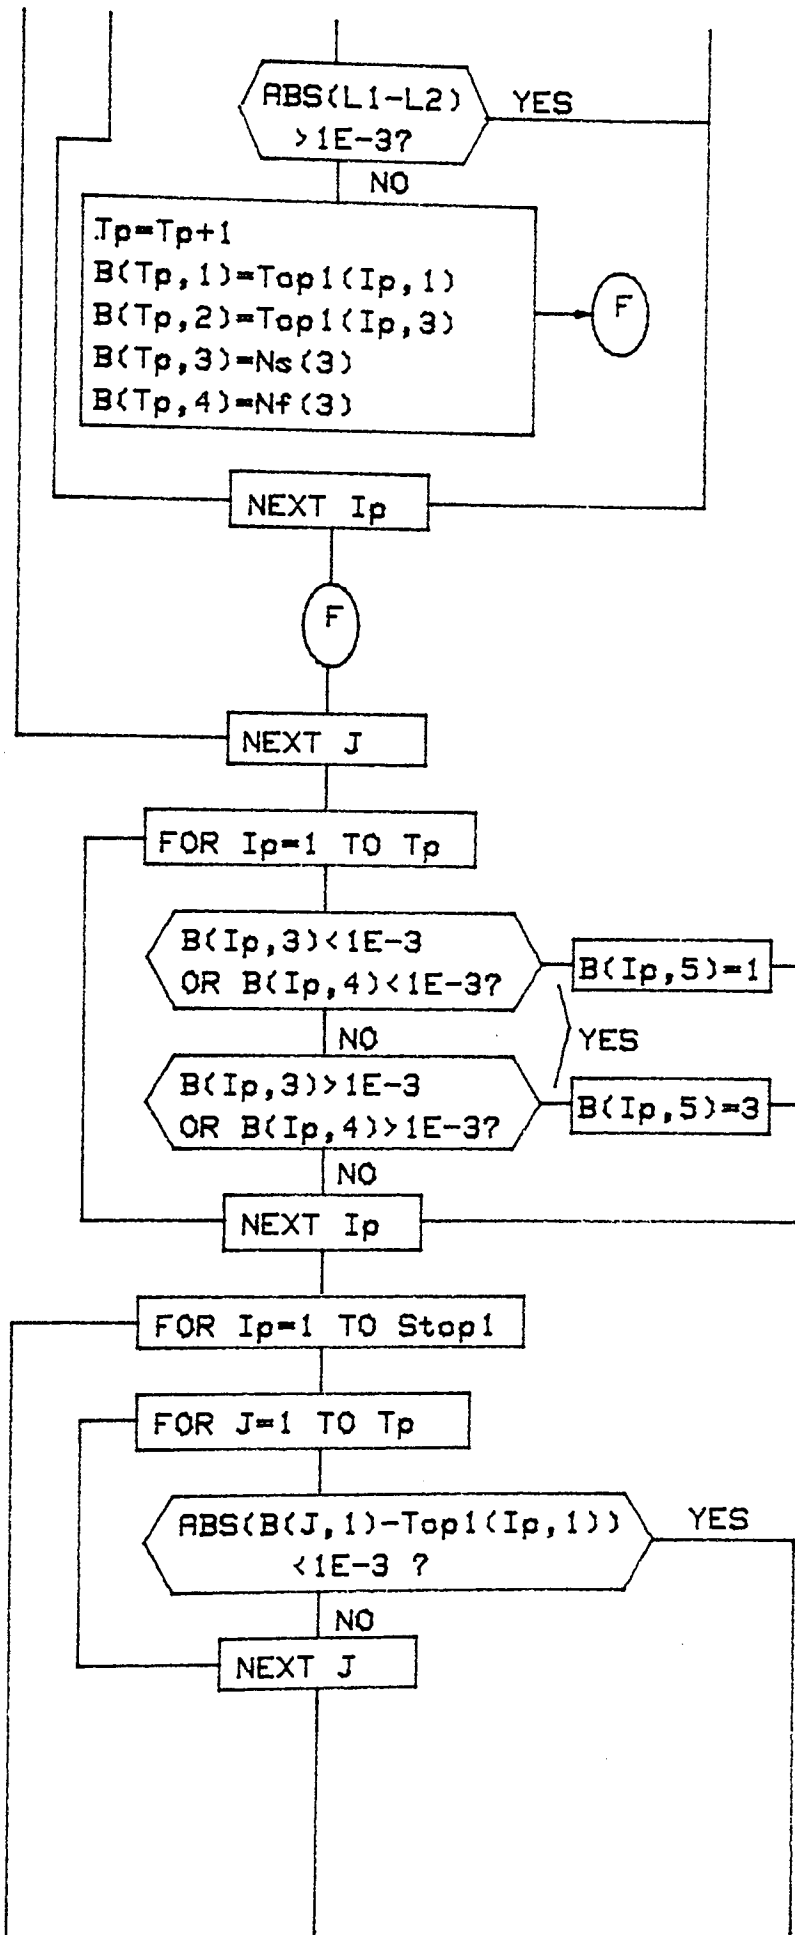 ABS(L1-L2)
>1E-3?
YES
NO
Tp=Tp+1
B(Tp,1)=Top1(Ip,1)
B(Tp,2)=Top1(Ip,3)
B(Tp,3)=Ns(3)
B(Tp,4)=Nf(3)
F
NEXT Ip
F
NEXT J
FOR Ip=1 TO Tp
B(Ip,3)<1E-3
OR B(Ip,4)<1E-3?
B(Ip,5)=1
NO
YES
B(Ip,3)>1E-3
OR B(Ip,4)>1E-3?
B(Ip,5)=3
NO
NEXT Ip
FOR Ip=1 TO Stop1
FOR J=1 TO Tp
ABS(B(J,1)-Top1(Ip,1))
<1E-3 ?
YES
NO
NEXT J